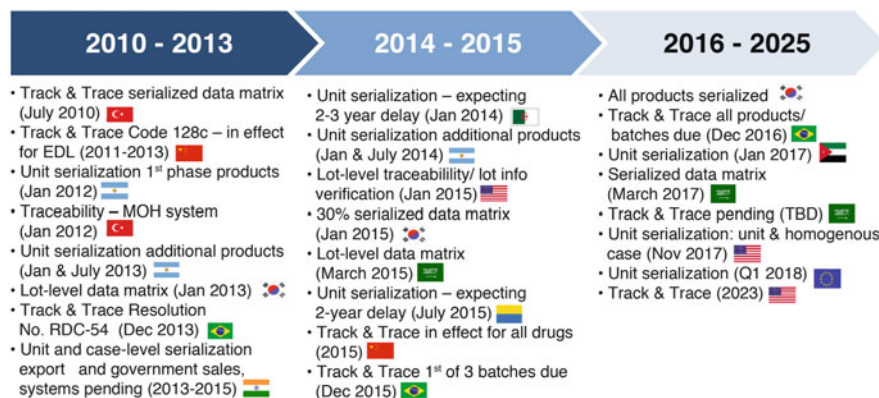 2010 - 2013
• Track & Trace serialized data matrix
(July 2010)
• Track & Trace Code 128c – in effect
for EDL (2011-2013)
• Unit serialization 1st phase products
(Jan 2012)
• Traceability – MOH system
(Jan 2012)
• Unit serialization additional products
(Jan & July 2013)
• Lot-level data matrix (Jan 2013)
• Track & Trace Resolution
No. RDC-54 (Dec 2013)
• Unit and case-level serialization
export and government sales,
systems pending (2013-2015)
2014 - 2015
• Unit serialization – expecting
2-3 year delay (Jan 2014)
• Unit serialization additional products
(Jan & July 2014)
• Lot-level traceabilility/ lot info
verification (Jan 2015)
• 30% serialized data matrix
(Jan 2015)
• Lot-level data matrix
(March 2015)
• Unit serialization – expecting
2-year delay (July 2015)
• Track & Trace in effect for all drugs
(2015)
• Track & Trace 1st of 3 batches due
(Dec 2015)
2016 - 2025
• All products serialized
• Track & Trace all products/
batches due (Dec 2016)
• Unit serialization (Jan 2017)
• Serialized data matrix
(March 2017)
• Track & Trace pending (TBD)
• Unit serialization: unit & homogenous
case (Nov 2017)
• Unit serialization (Q1 2018)
• Track & Trace (2023)